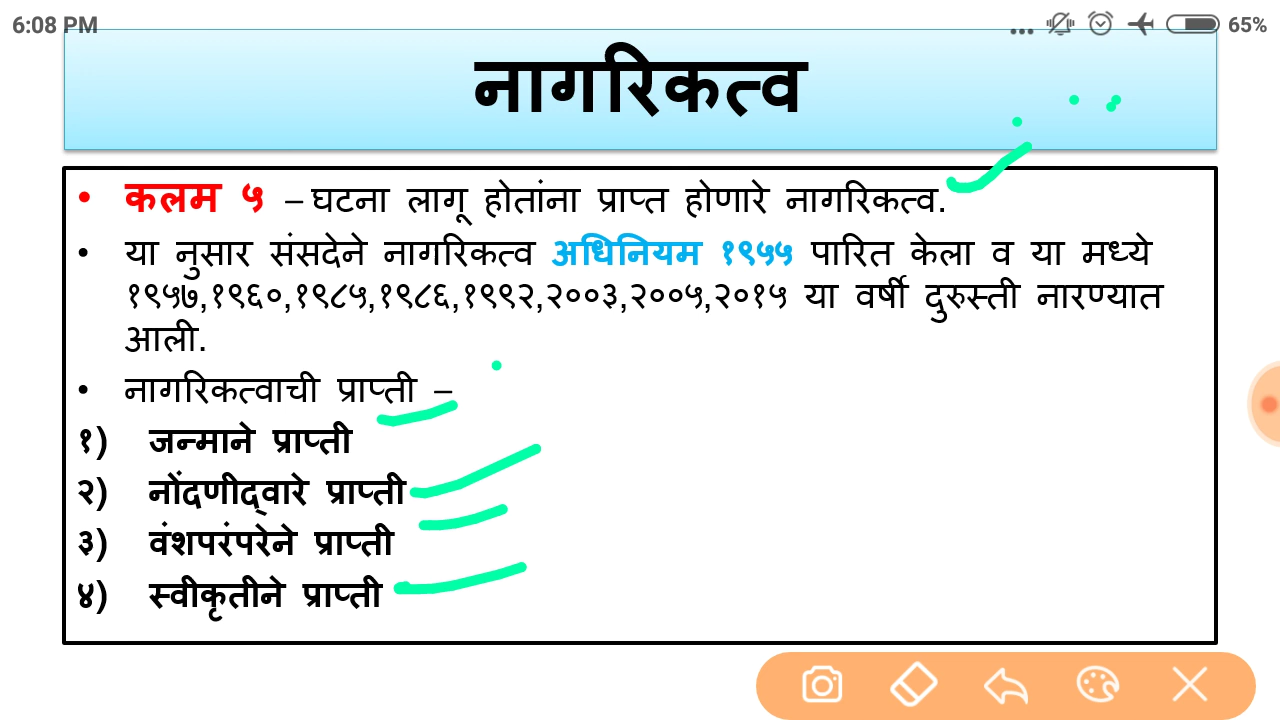 6:08 PM
... 65%
नागरिकत्व
• कलम ५ – घटना लागू होतांना प्राप्त होणारे नागरिकत्व.
• या नुसार संसदेने नागरिकत्व अधिनियम १९५५ पारित केला व या मध्ये
१९५७,१९६०,१९८५,१९८६,१९९२,२००३,२००५,२०१५ या वर्षी दुरुस्ती नारण्यात
आली.
• नागरिकत्वाची प्राप्ती –
१) जन्माने प्राप्ती
२) नोंदणीद्वारे प्राप्ती
३) वंशपरंपरेने प्राप्ती
४) स्वीकृतीने प्राप्ती